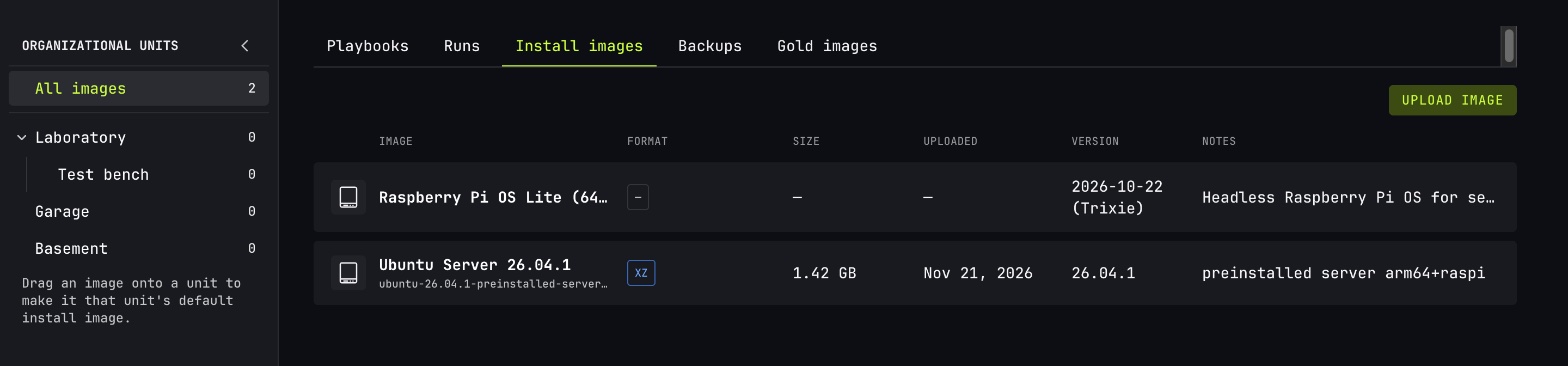 ORGANIZATIONAL UNITS
All images 2
Laboratory 0
Test bench 0
Garage 0
Basement 0
Drag an image onto a unit to
make it that unit's default
install image.
Playbooks Runs Install images Backups Gold images
UPLOAD IMAGE
IMAGE FORMAT SIZE UPLOADED VERSION NOTES
Raspberry Pi OS Lite (64… – — — 2026-10-22 (Trixie) Headless Raspberry Pi OS for se…
Ubuntu Server 26.04.1
ubuntu-26.04.1-preinstalled-server…
XZ 1.42 GB Nov 21, 2026 26.04.1 preinstalled server arm64+raspi